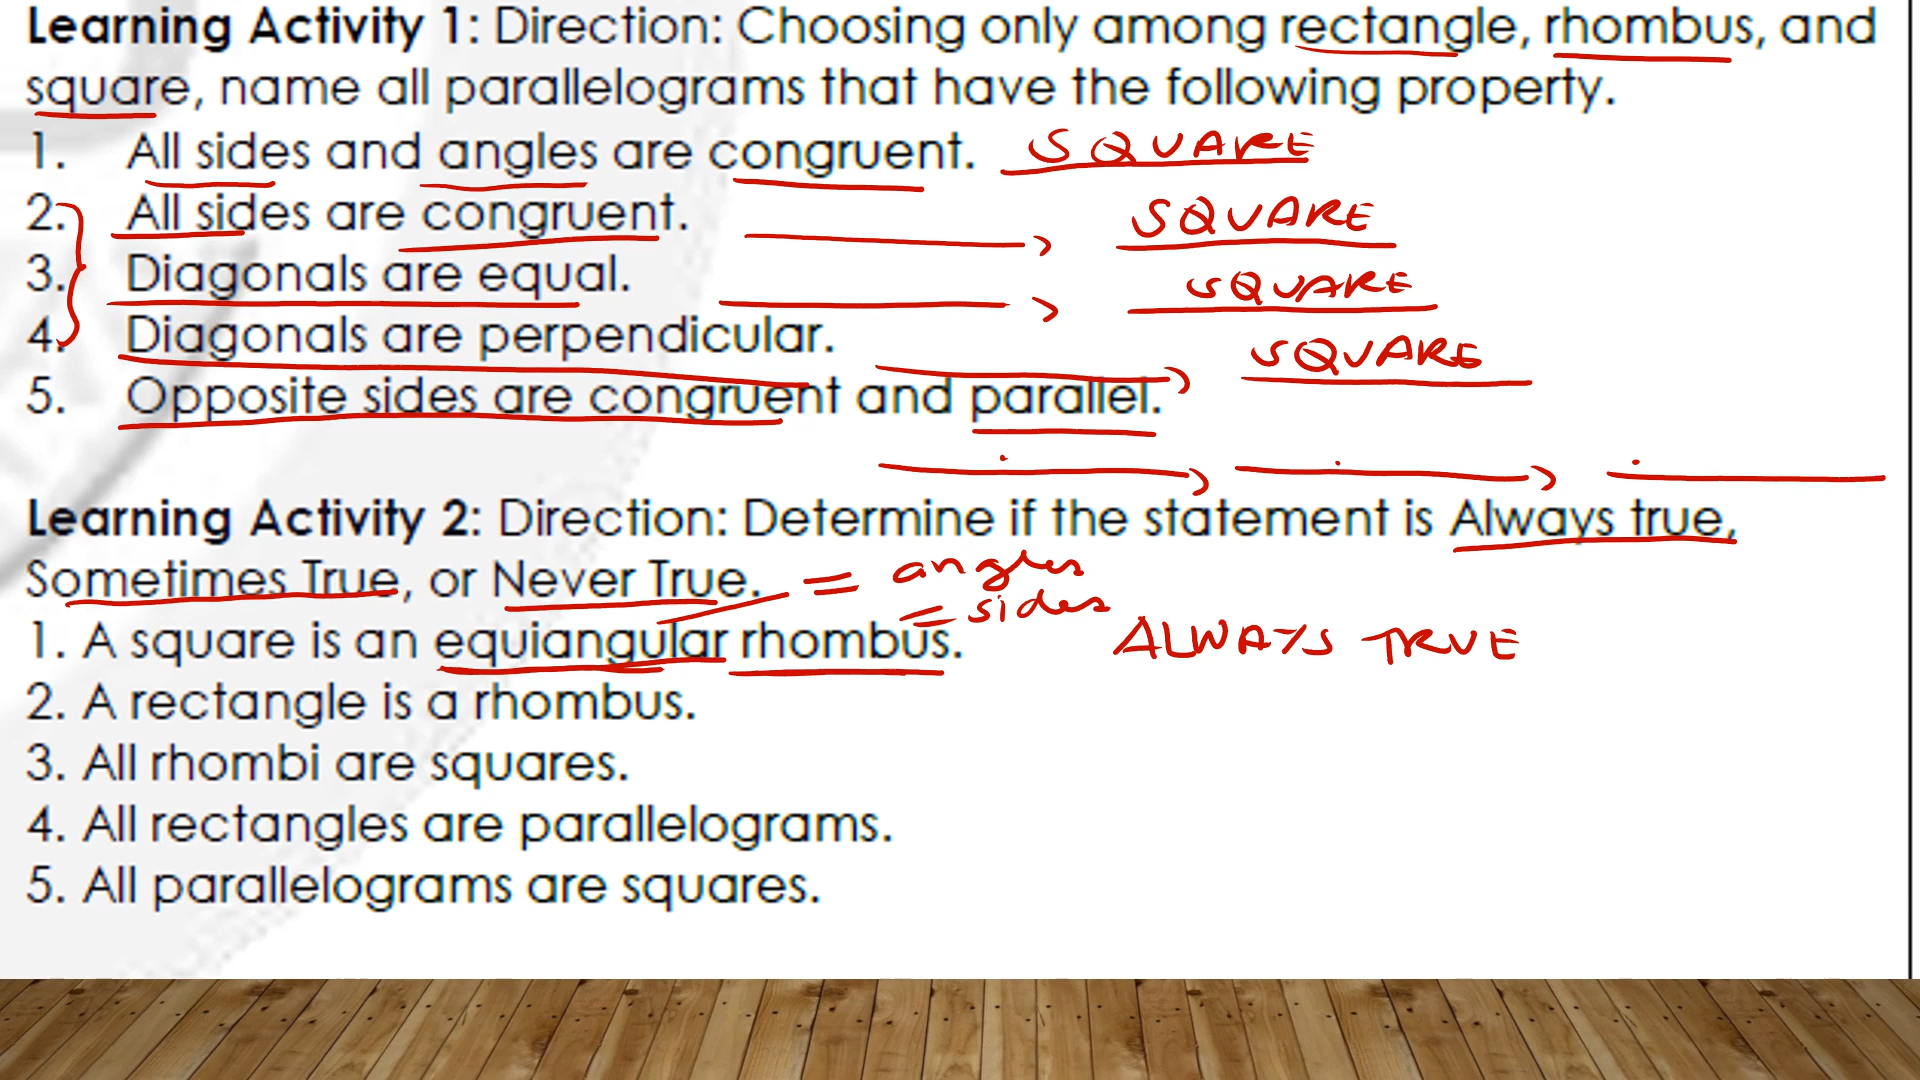 Learning Activity 1: Direction: Choosing only among rectangle, rhombus, and
square, name all parallelograms that have the following property.
1. All sides and angles are congruent. SQUARE
2. All sides are congruent. , SQUARE
3. Diagonals are equal. , SQUARE
4. Diagonals are perpendicular. , SQUARE
5. Opposite sides are congruent and parallel.
Learning Activity 2: Direction: Determine if the statement is Always true,
Sometimes True, or Never True. = angles
= sides
1. A square is an equiangular rhombus. ALWAYS TRUE
2. A rectangle is a rhombus.
3. All rhombi are squares.
4. All rectangles are parallelograms.
5. All parallelograms are squares.